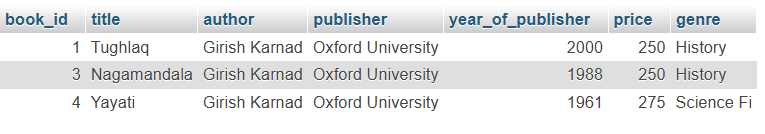 book_id title author publisher year_of_publisher price genre
1 Tughlaq Girish Karnad Oxford University 2000 250 History
3 Nagamandala Girish Karnad Oxford University 1988 250 History
4 Yayati Girish Karnad Oxford University 1961 275 Science Fi